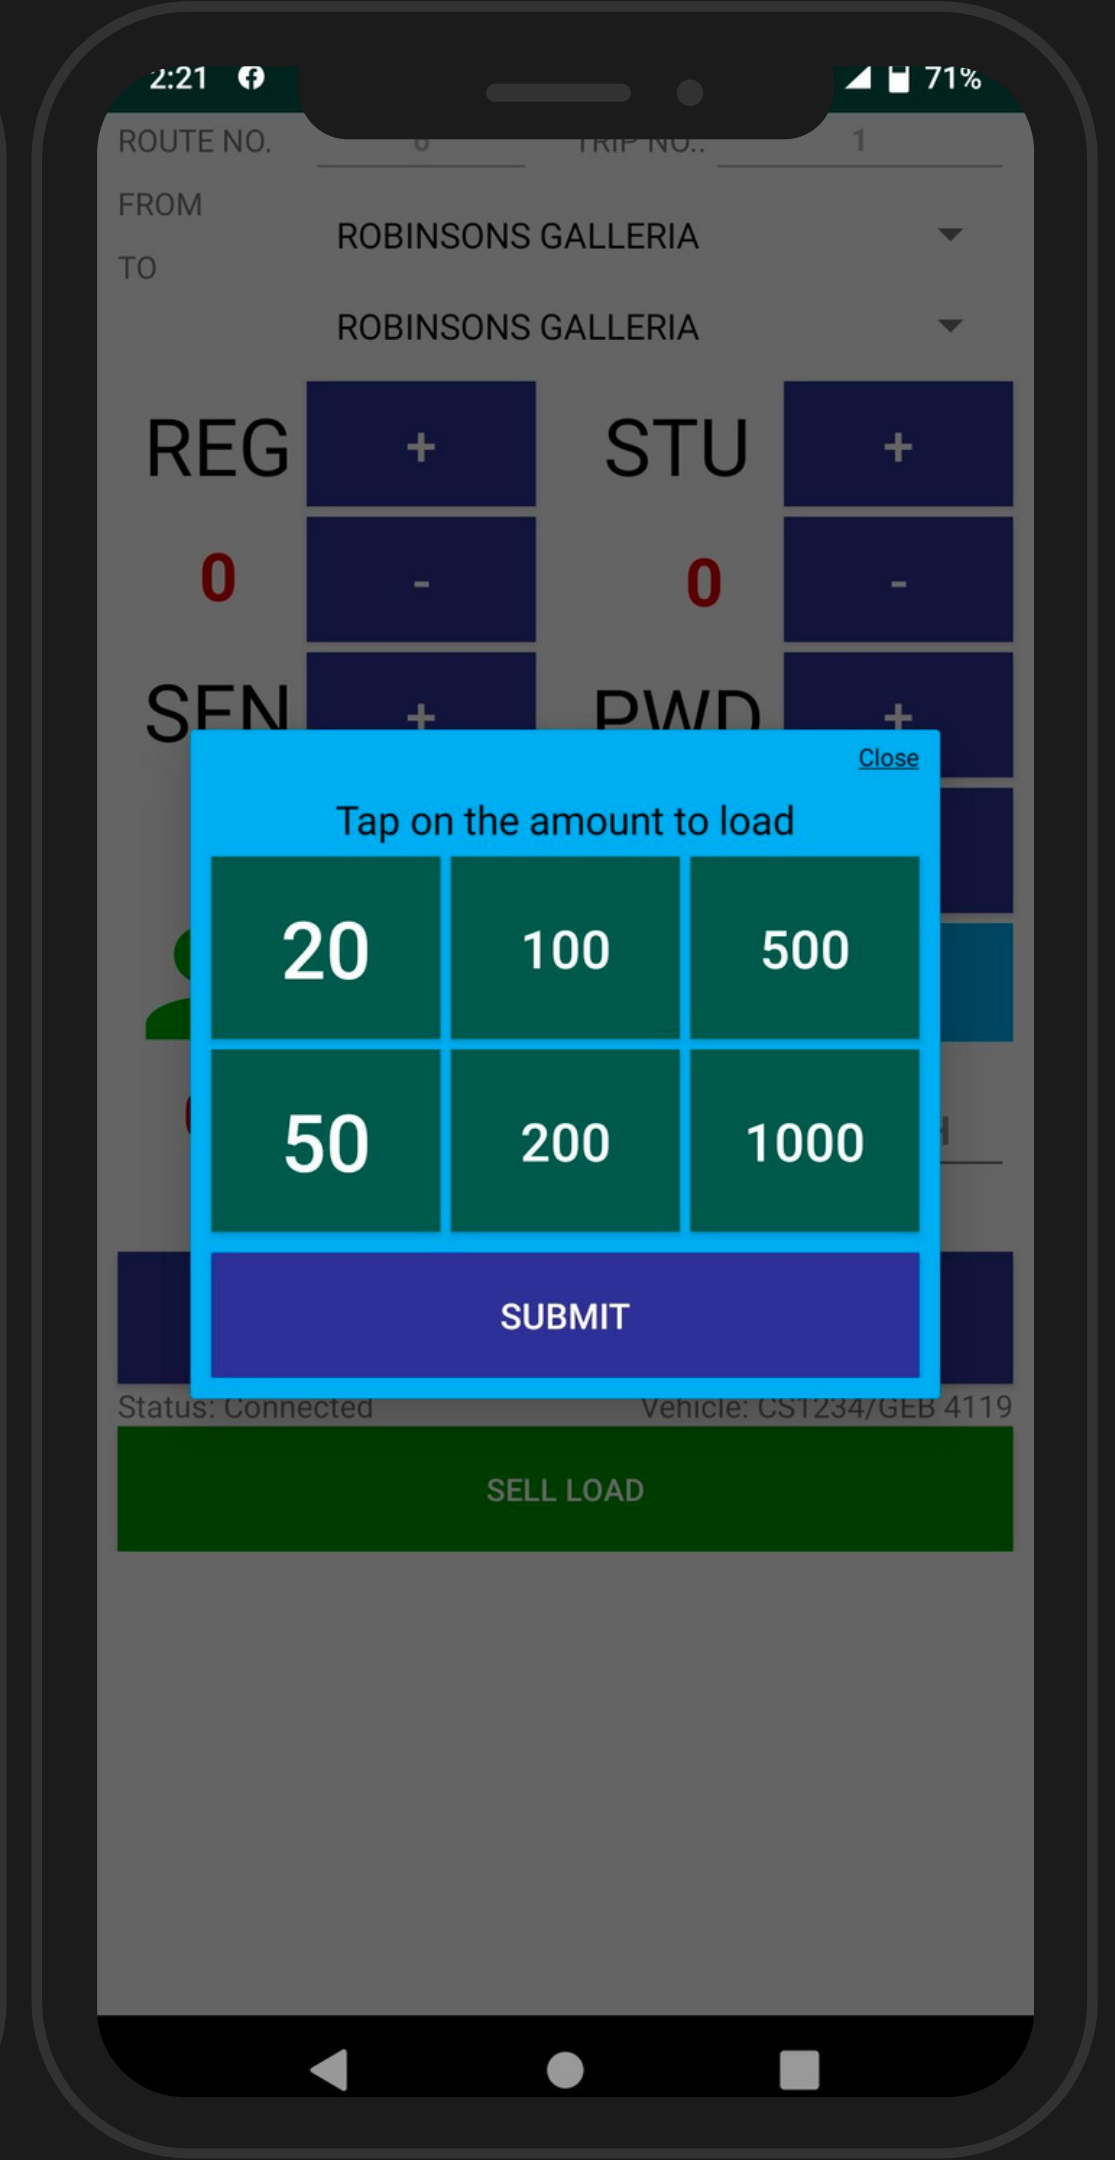 2:21 71%
ROUTE NO. 6 TRIP NO.: 1
FROM
ROBINSONS GALLERIA
TO
ROBINSONS GALLERIA
REG + STU +
0 - 0 -
SEN + PWD +
Close
Tap on the amount to load
20 100 500
50 200 1000
SUBMIT
Status: Connected Vehicle: CS1234/GEB 4119
SELL LOAD